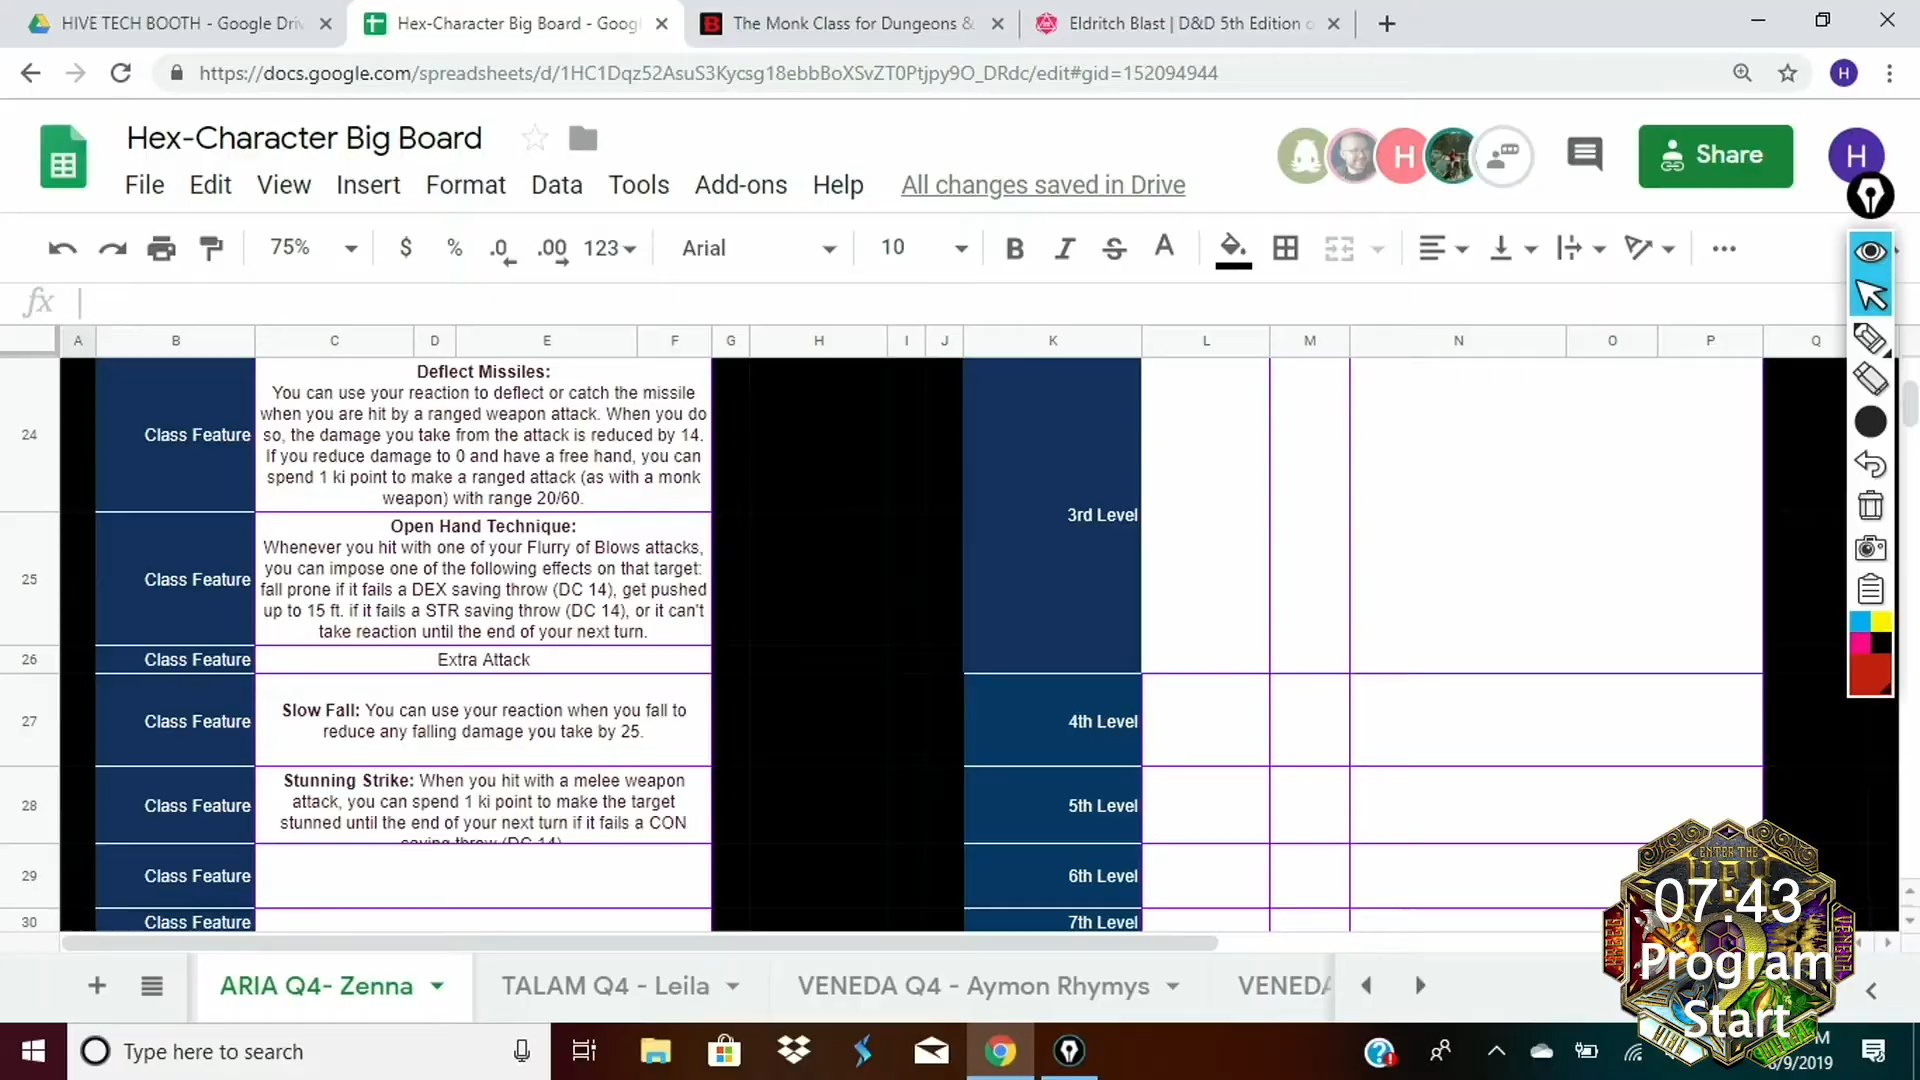 HIVE TECH BOOTH - Google Driv
Hex-Character Big Board - Goog
The Monk Class for Dungeons &
Eldritch Blast | D&D 5th Edition o
https://docs.google.com/spreadsheets/d/1HC1Dqz52AsuS3Kycsg18ebbBoXSvZT0Ptjpy9O_DRdc/edit#gid=152094944
H
Hex-Character Big Board
H
Share
H
File Edit View Insert Format Data Tools Add-ons Help All changes saved in Drive
75% $ % .0 .00 123 Arial 10 B I S A
fx
A B C D E F G H I J K L M N O P Q
24
Class Feature
Deflect Missiles:
You can use your reaction to deflect or catch the missile
when you are hit by a ranged weapon attack. When you do
so, the damage you take from the attack is reduced by 14.
If you reduce damage to 0 and have a free hand, you can
spend 1 ki point to make a ranged attack (as with a monk
weapon) with range 20/60.
3rd Level
25
Class Feature
Open Hand Technique:
Whenever you hit with one of your Flurry of Blows attacks,
you can impose one of the following effects on that target:
fall prone if it fails a DEX saving throw (DC 14), get pushed
up to 15 ft. if it fails a STR saving throw (DC 14), or it can't
take reaction until the end of your next turn.
26
Class Feature
Extra Attack
27
Class Feature
Slow Fall: You can use your reaction when you fall to
reduce any falling damage you take by 25.
4th Level
28
Class Feature
Stunning Strike: When you hit with a melee weapon
attack, you can spend 1 ki point to make the target
stunned until the end of your next turn if it fails a CON
saving throw (DC 14)
5th Level
29
Class Feature
6th Level
30
Class Feature
7th Level
ENTER THE
HEX
07:43
Program
Start
VENEDA
ARIA Q4- Zenna
TALAM Q4 - Leila
VENEDA Q4 - Aymon Rhymys
VENEDA
Type here to search
M
8/9/2019